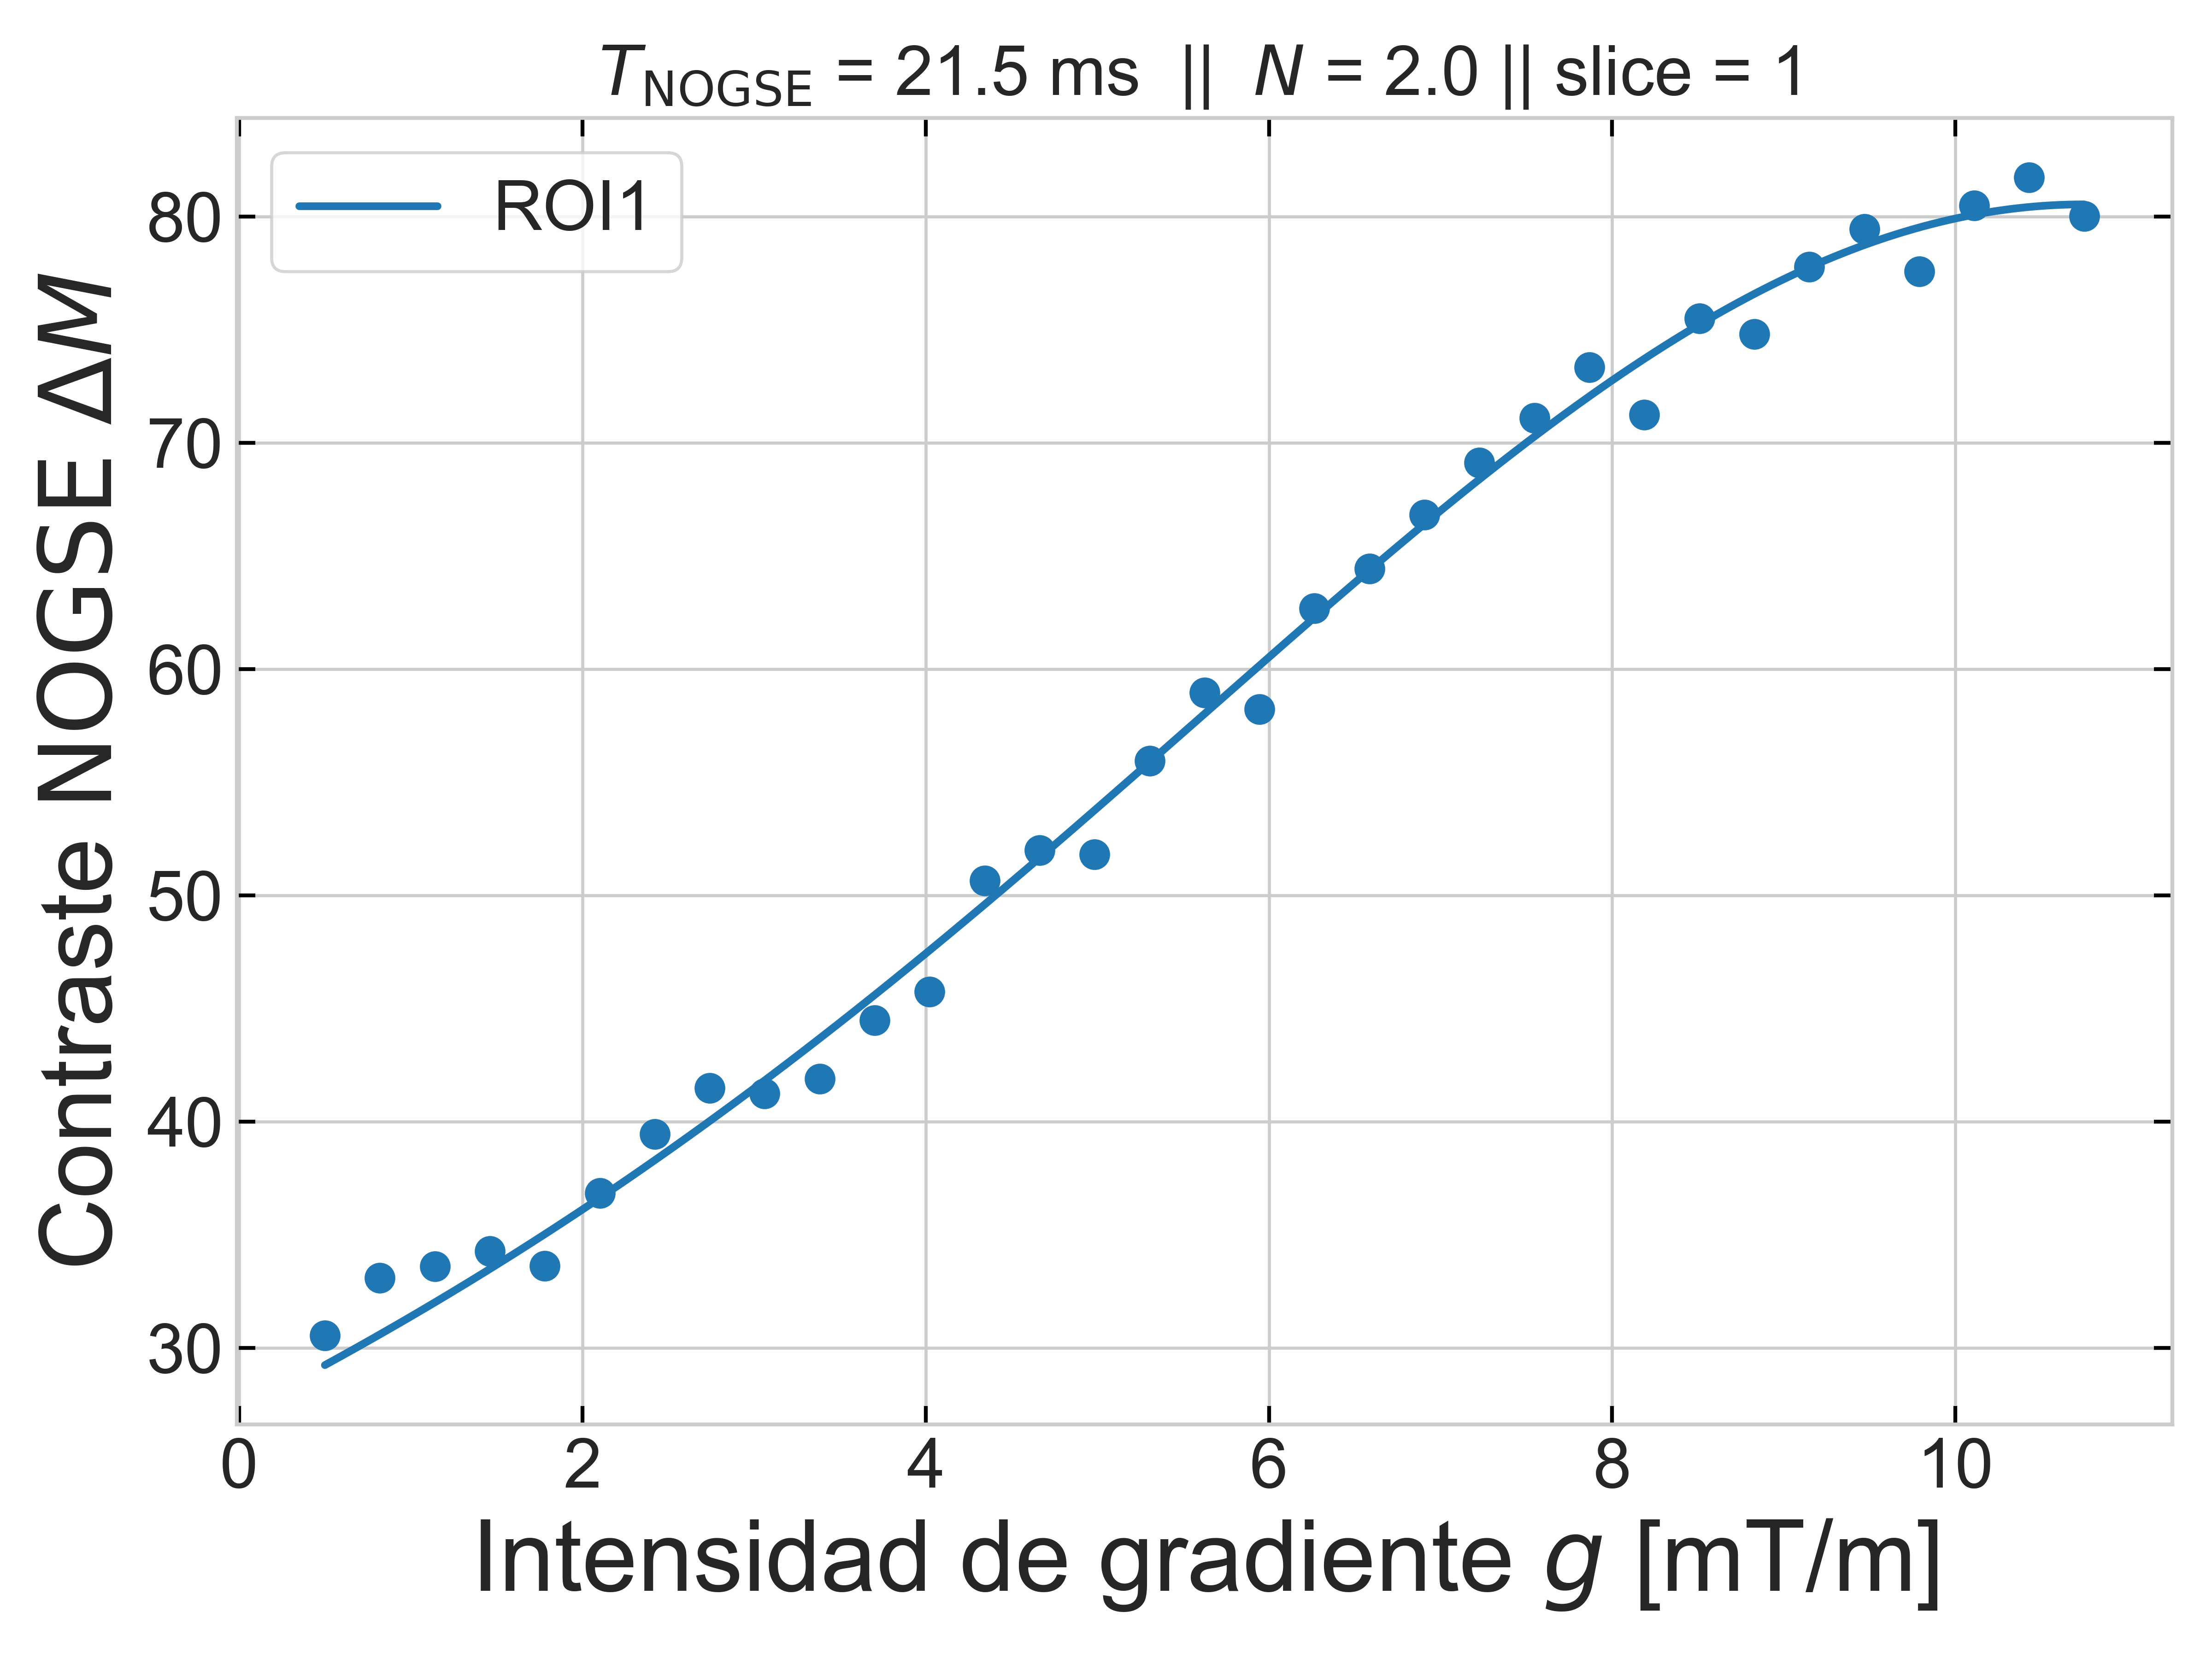 T_NOGSE = 21.5 ms || N = 2.0 || slice = 1
ROI1
Contraste NOGSE ΔM
80
70
60
50
40
30
0 2 4 6 8 10
Intensidad de gradiente g [mT/m]